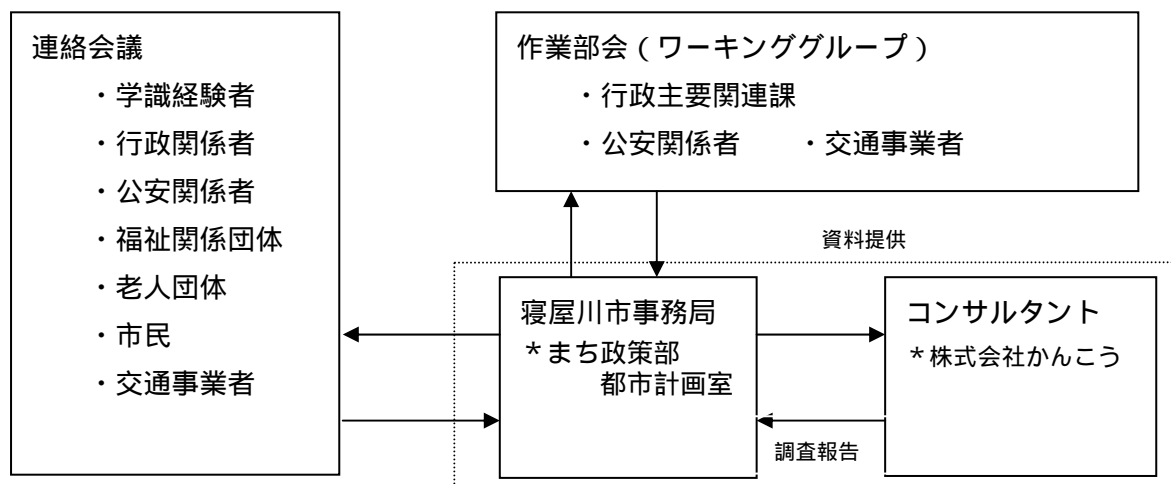 連絡会議
・学識経験者
・行政関係者
・公安関係者
・福祉関係団体
・老人団体
・市民
・交通事業者
作業部会(ワーキンググループ)
・行政主要関連課
・公安関係者 ・交通事業者
資料提供
寝屋川市事務局
*まち政策部
都市計画室
コンサルタント
*株式会社かんこう
調査報告